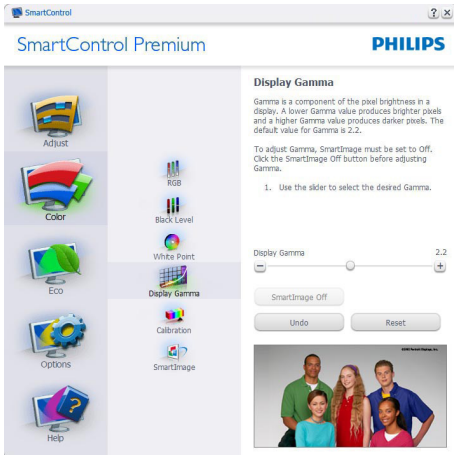 SmartControl
SmartControl Premium
PHILIPS
Adjust
Color
Eco
Options
Help
RGB
Black Level
White Point
Display Gamma
Calibration
SmartImage
Display Gamma
Gamma is a component of the pixel brightness in a
display. A lower Gamma value produces brighter pixels
and a higher Gamma value produces darker pixels. The
default value for Gamma is 2.2.
To adjust Gamma, SmartImage must be set to Off.
Click the SmartImage Off button before adjusting
Gamma.
1. Use the slider to select the desired Gamma.
Display Gamma 2.2
SmartImage Off
Undo Reset